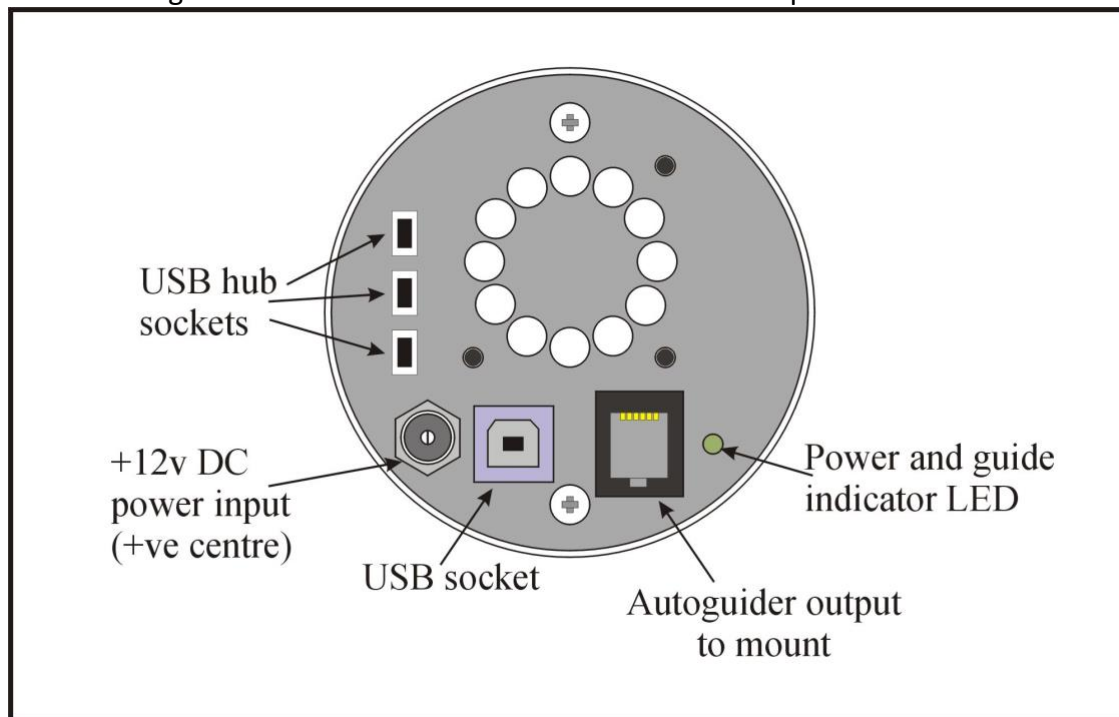 USB hub
sockets
+12v DC
power input
(+ve centre)
USB socket
Autoguider output
to mount
Power and guide
indicator LED